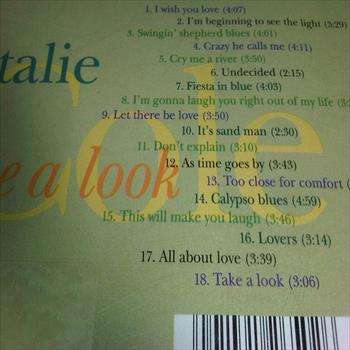 1. I wish you love (4:07)
2. I'm beginning to see the light (3:29)
3. Swingin' shepherd blues (4:01)
4. Crazy he calls me (4:11)
talie
5. Cry me a river (3:50)
6. Undecided (2:15)
7. Fiesta in blue (4:03)
8. I'm gonna laugh you right out of my life (3:
9. Let there be love (3:50)
Cole
10. It's sand man (2:30)
11. Don't explain (3:10)
e a look
12. As time goes by (3:43)
13. Too close for comfort (
14. Calypso blues (4:59)
15. This will make you laugh (3:46)
16. Lovers (3:14)
17. All about love (3:39)
18. Take a look (3:06)